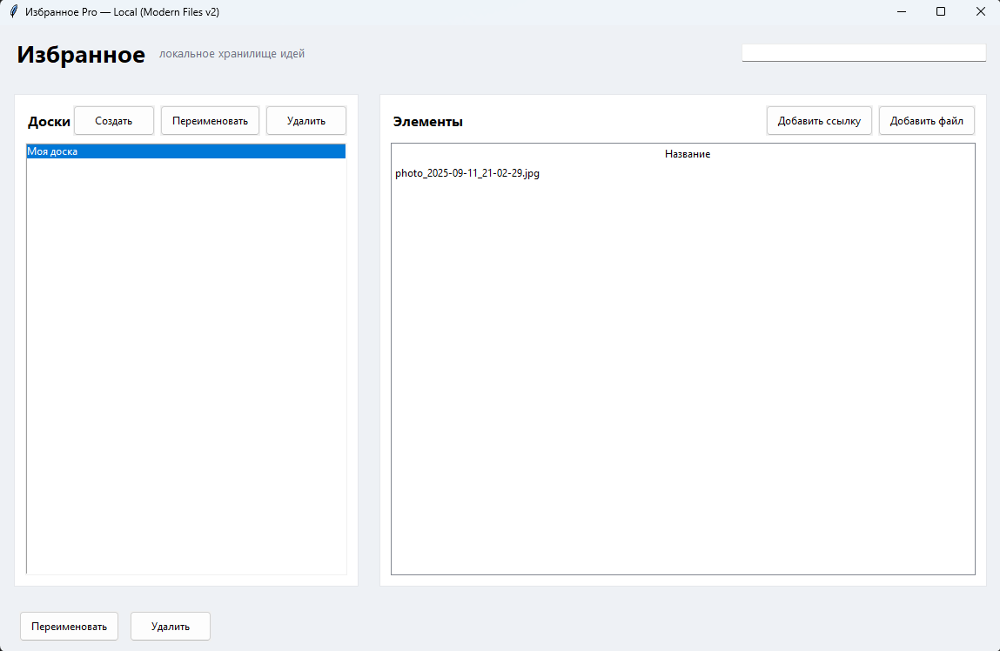 Избранное Pro — Local (Modern Files v2)
Избранное локальное хранилище идей
Доски Создать Переименовать Удалить
Моя доска
Элементы Добавить ссылку Добавить файл
Название
photo_2025-09-11_21-02-29.jpg
Переименовать Удалить